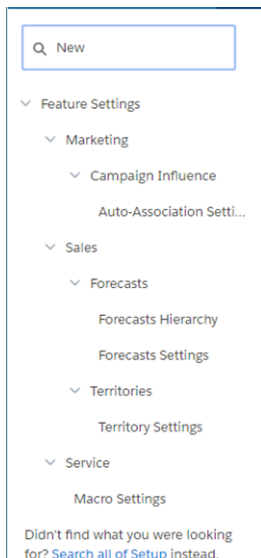 New
Feature Settings
Marketing
Campaign Influence
Auto-Association Setti...
Sales
Forecasts
Forecasts Hierarchy
Forecasts Settings
Territories
Territory Settings
Service
Macro Settings
Didn't find what you were looking
for? Search all of Setup instead.